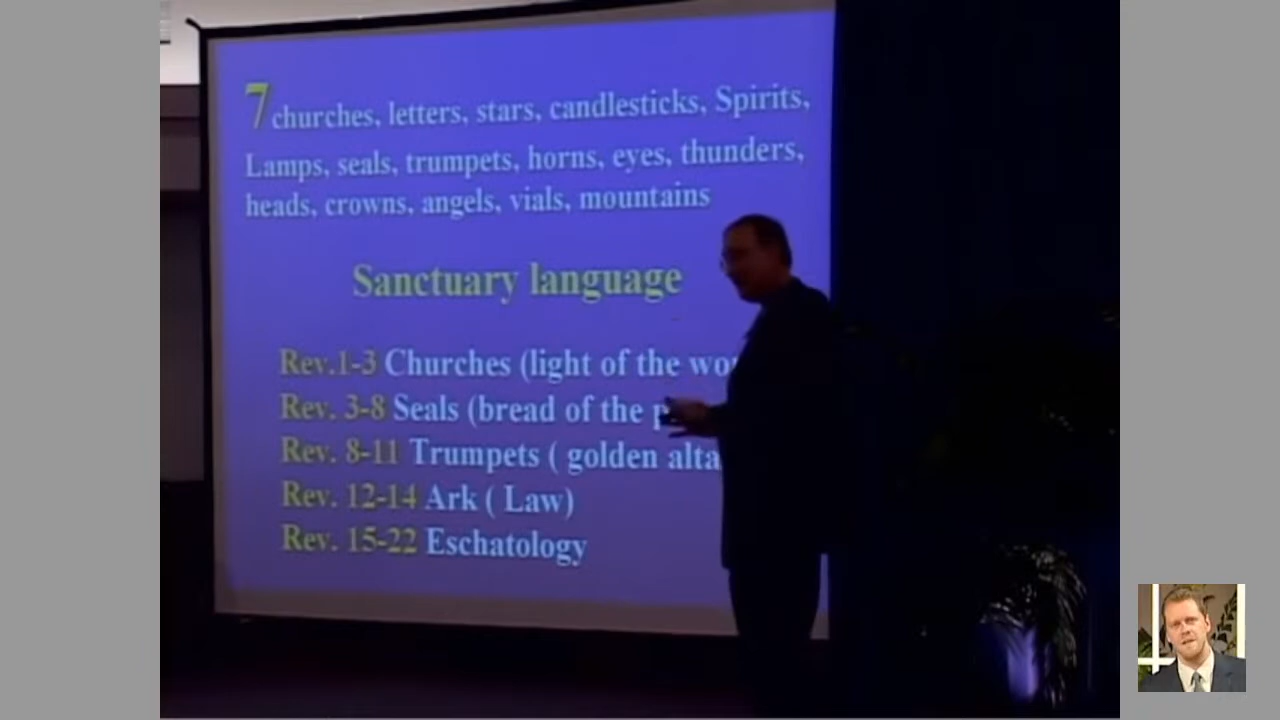 7 churches, letters, stars, candlesticks, Spirits,
Lamps, seals, trumpets, horns, eyes, thunders,
heads, crowns, angels, vials, mountains
Sanctuary language
Rev.1-3 Churches (light of the
Rev. 3-8 Seals (bread of the
Rev. 8-11 Trumpets ( golden
Rev. 12-14 Ark ( Law)
Rev. 15-22 Eschatology